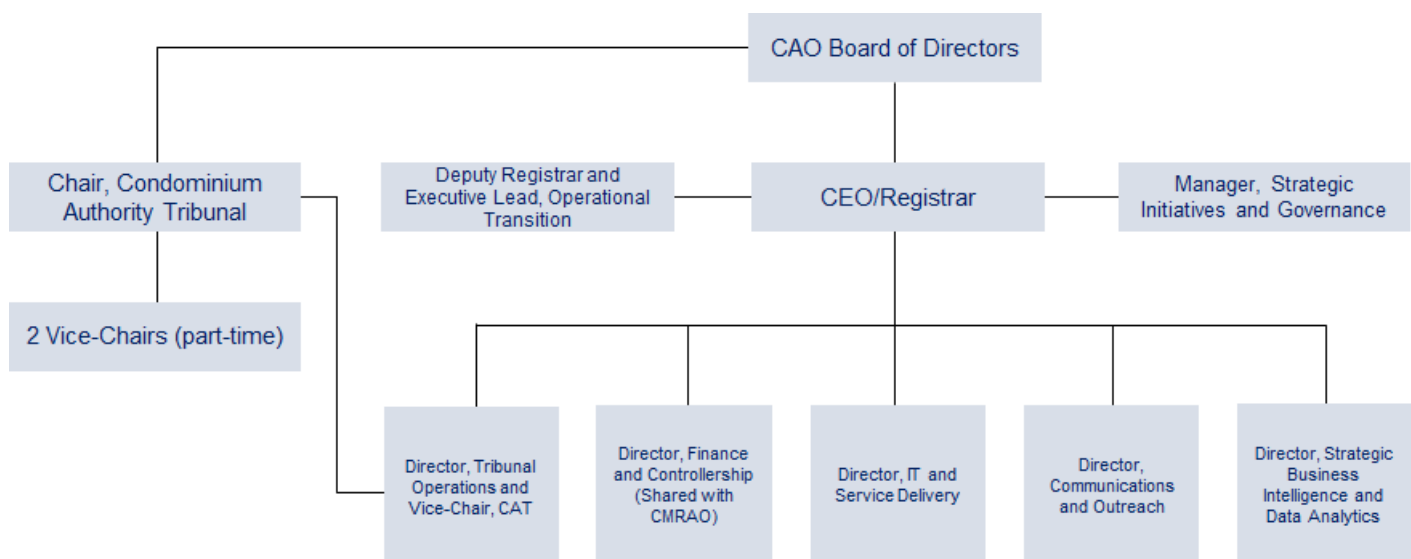 CAO Board of Directors
Chair, Condominium
Authority Tribunal
Deputy Registrar and
Executive Lead, Operational
Transition
CEO/Registrar
Manager, Strategic
Initiatives and Governance
2 Vice-Chairs (part-time)
Director, Tribunal
Operations and
Vice-Chair, CAT
Director, Finance
and Controllership
(Shared with
CMRAO)
Director, IT and
Service Delivery
Director,
Communications
and Outreach
Director, Strategic
Business
Intelligence and
Data Analytics